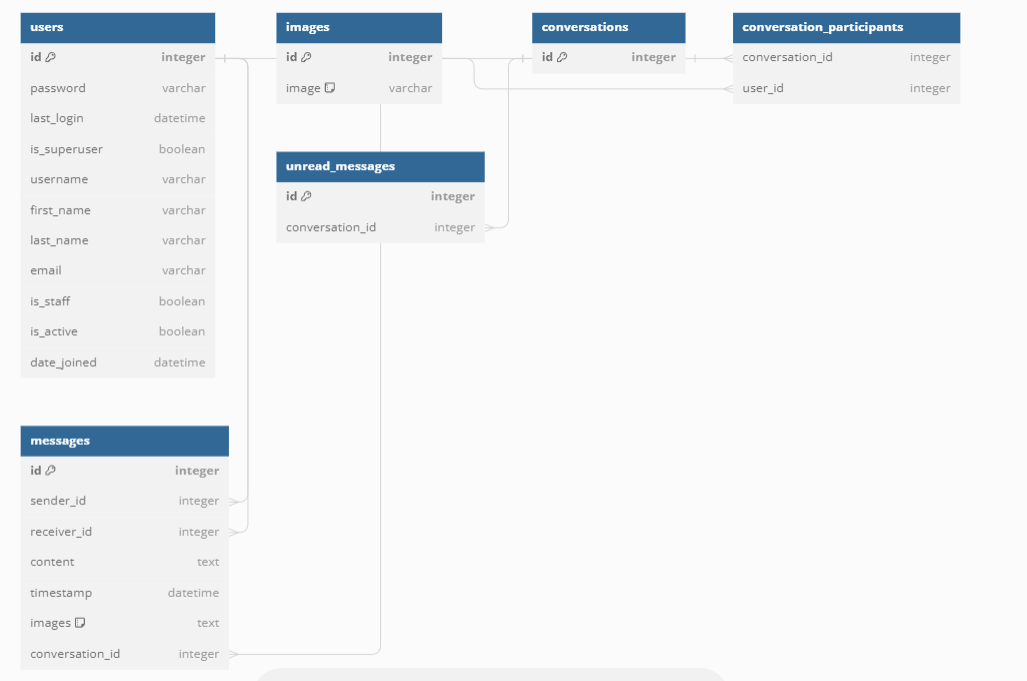 users
id integer
password varchar
last_login datetime
is_superuser boolean
username varchar
first_name varchar
last_name varchar
email varchar
is_staff boolean
is_active boolean
date_joined datetime
images
id integer
image varchar
conversations
id integer
conversation_participants
conversation_id integer
user_id integer
unread_messages
id integer
conversation_id integer
messages
id integer
sender_id integer
receiver_id integer
content text
timestamp datetime
images text
conversation_id integer